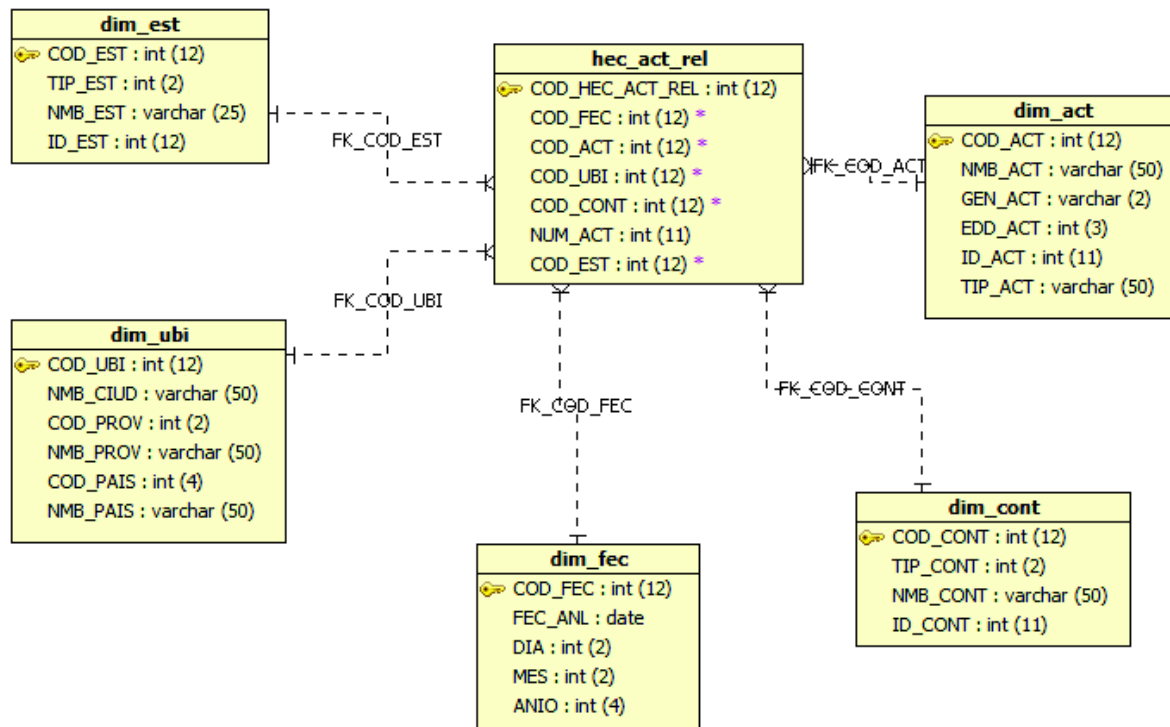 dim_est
COD_EST : int (12)
TIP_EST : int (2)
NMB_EST : varchar (25)
ID_EST : int (12)
FK_COD_EST
hec_act_rel
COD_HEC_ACT_REL : int (12)
COD_FEC : int (12) *
COD_ACT : int (12) *
COD_UBI : int (12) *
COD_CONT : int (12) *
NUM_ACT : int (11)
COD_EST : int (12) *
FK_COD_ACT
dim_act
COD_ACT : int (12)
NMB_ACT : varchar (50)
GEN_ACT : varchar (2)
EDD_ACT : int (3)
ID_ACT : int (11)
TIP_ACT : varchar (50)
FK_COD_UBI
dim_ubi
COD_UBI : int (12)
NMB_CIUD : varchar (50)
COD_PROV : int (2)
NMB_PROV : varchar (50)
COD_PAIS : int (4)
NMB_PAIS : varchar (50)
FK_COD_FEC
FK_COD_CONT
dim_fec
COD_FEC : int (12)
FEC_ANL : date
DIA : int (2)
MES : int (2)
ANIO : int (4)
dim_cont
COD_CONT : int (12)
TIP_CONT : int (2)
NMB_CONT : varchar (50)
ID_CONT : int (11)